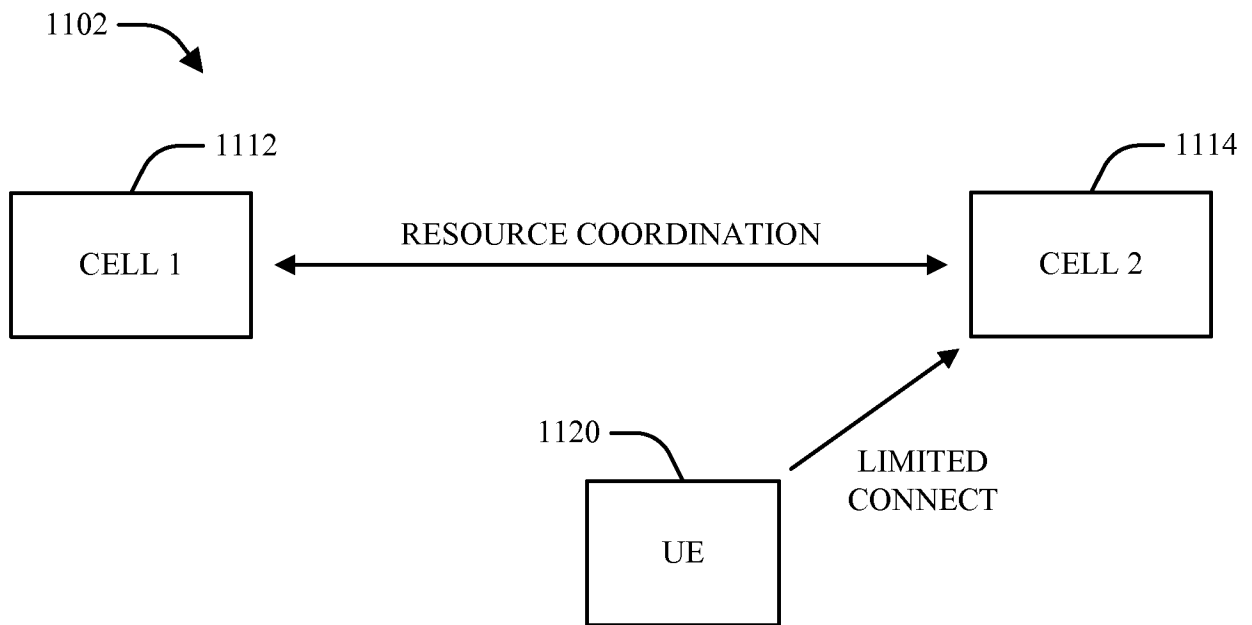 1102
1112
1114
RESOURCE COORDINATION
CELL 1
CELL 2
1120
LIMITED
CONNECT
UE